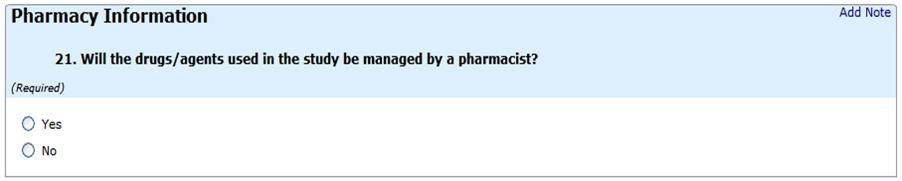 Pharmacy Information
Add Note
21. Will the drugs/agents used in the study be managed by a pharmacist?
(Required)
Yes
No